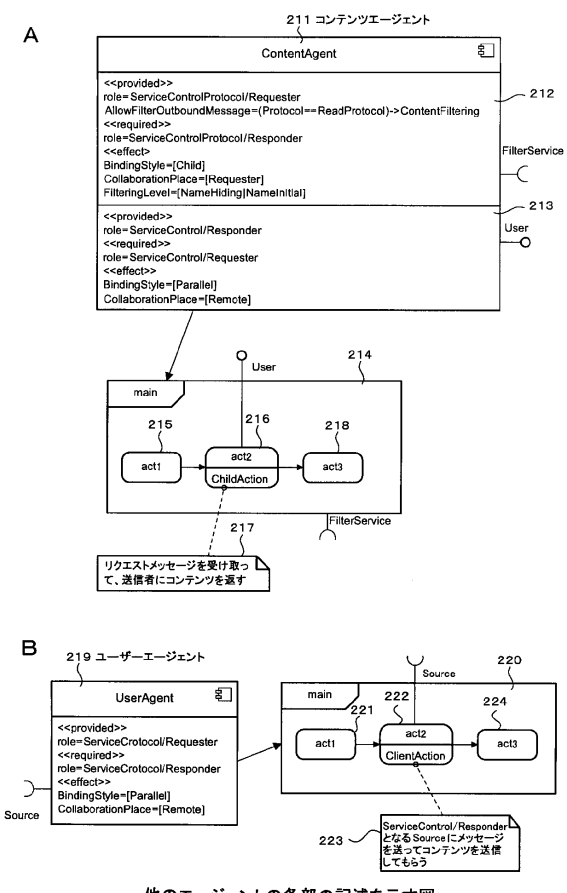 211 コンテンツエージェント
A
ContentAgent
<<provided>>
role=ServiceControlProtocol/Requester
AllowFilterOutboundMessage=(Protocol==ReadProtocol)->ContentFiltering
<<required>>
role=ServiceControlProtocol/Responder
<<effect>
BindingStyle=[Child]
CollaborationPlace=[Requester]
FilteringLevel=[NameHiding|NameInitial]
212
FilterService
<<provided>>
role=ServiceControl/Responder
<<required>>
role=ServiceControl/Requester
<<effect>>
BindingStyle=[Parallel]
CollaborationPlace=[Remote]
213
User
User
214
main
215
216
218
act1
act2
ChildAction
act3
FilterService
217
リクエストメッセージを受け取っ
て、送信者にコンテンツを返す
B
219 ユーザーエージェント
UserAgent
<<provided>>
role=ServiceCrotocol/Requester
<<required>>
role=ServiceCrotocol/Responder
<<effect>>
BindingStyle=[Parallel]
CollaborationPlace=[Remote]
Source
Source
220
main
221
222
224
act1
act2
ClientAction
act3
223
ServiceControl/Responder
となるSourceにメッセージ
を送ってコンテンツを送信
してもらう